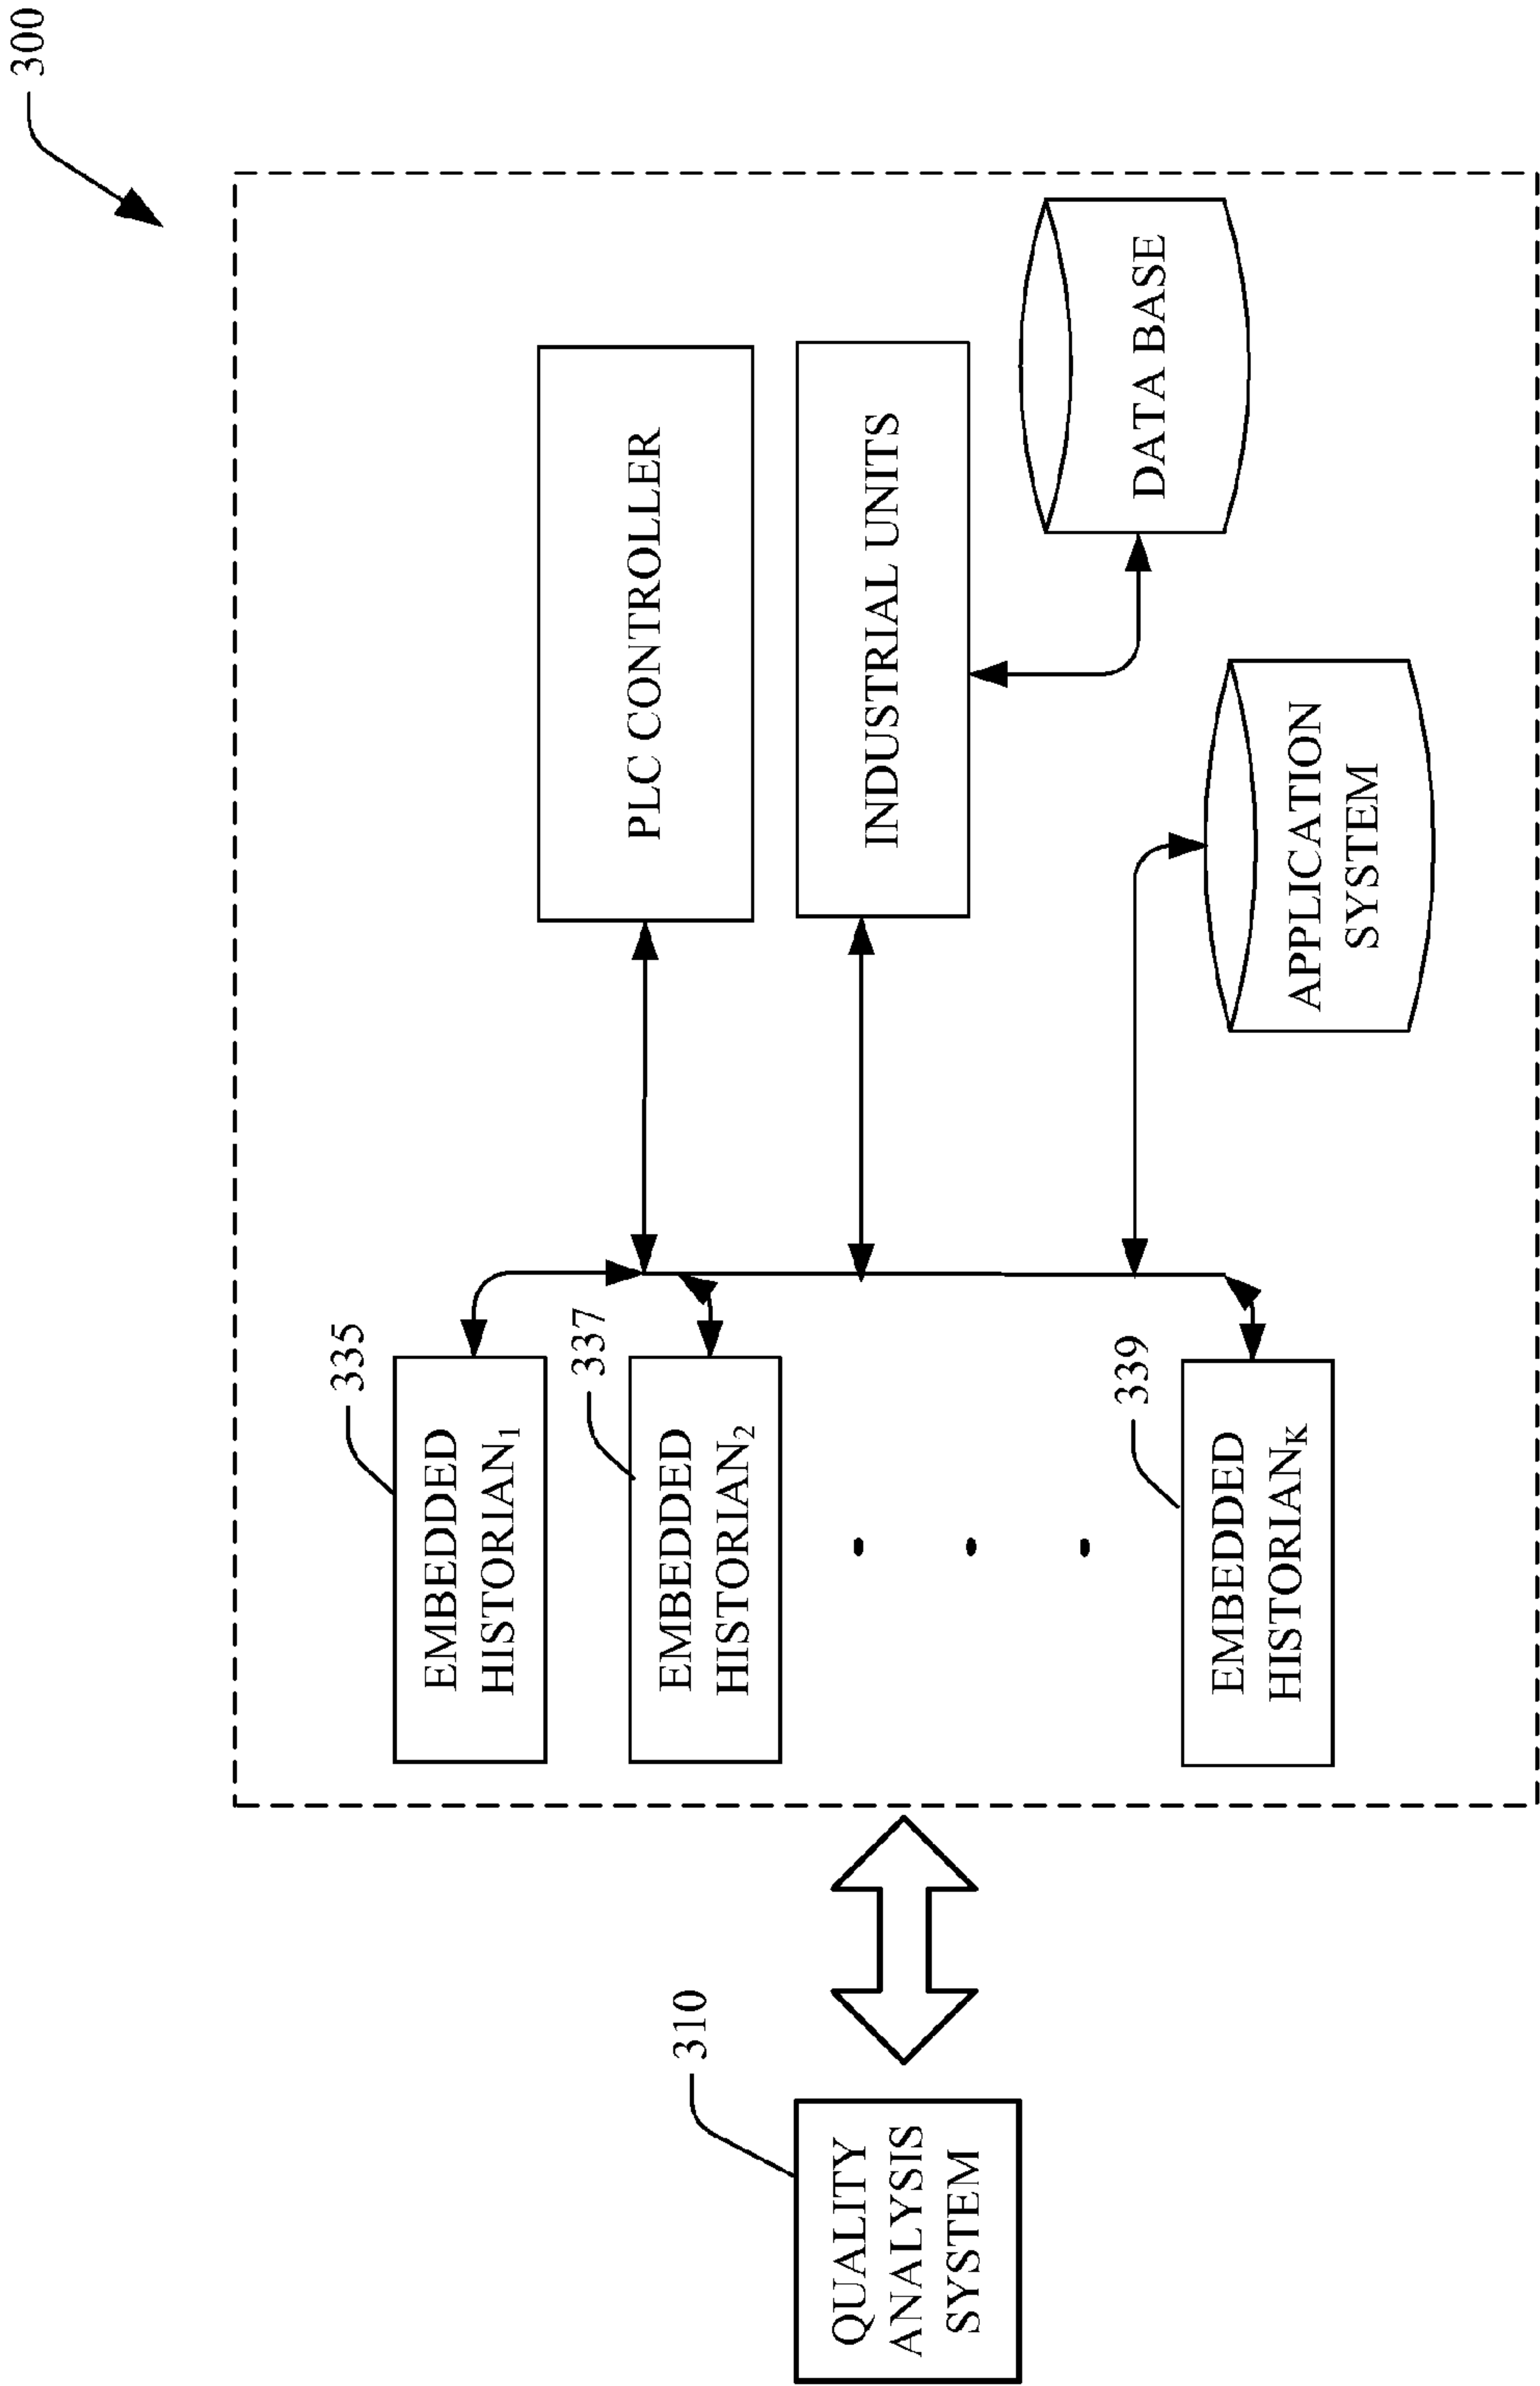 300
335
EMBEDDED
HISTORIAN1
337
EMBEDDED
HISTORIAN2
339
EMBEDDED
HISTORIANK
PLC CONTROLLER
INDUSTRIAL UNITS
DATA BASE
APPLICATION
SYSTEM
310
QUALITY
ANALYSIS
SYSTEM